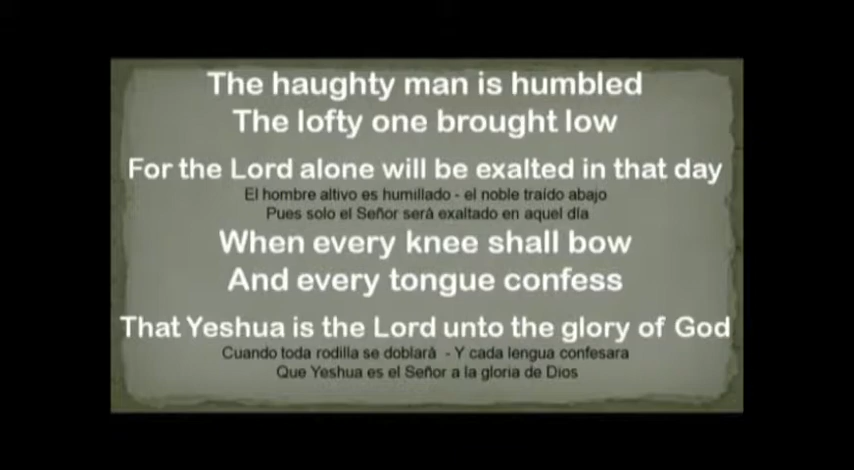 The haughty man is humbled
The lofty one brought low
For the Lord alone will be exalted in that day
El hombre altivo es humillado - el noble traído abajo
Pues solo el Señor será exaltado en aquel día
When every knee shall bow
And every tongue confess
That Yeshua is the Lord unto the glory of God
Cuando toda rodilla se doblará - Y cada lengua confesara
Que Yeshua es el Señor a la gloria de Dios